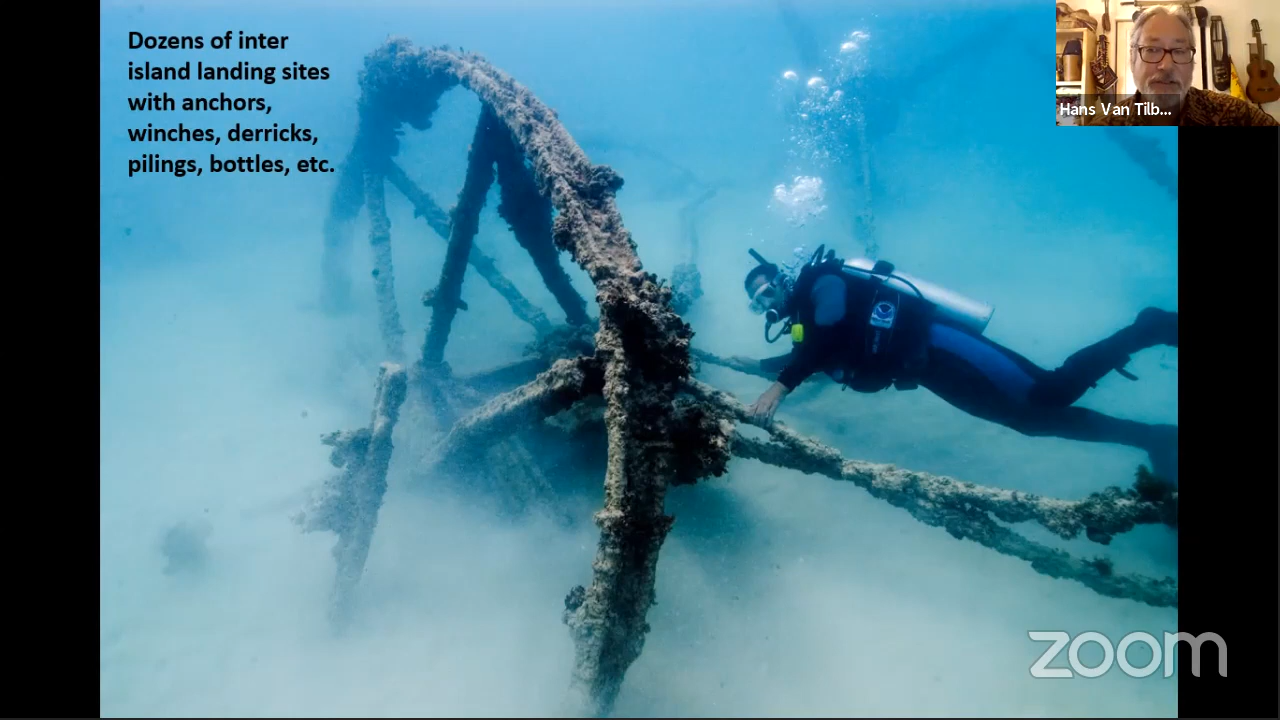 Dozens of inter
island landing sites
with anchors,
winches, derricks,
pilings, bottles, etc.
Hans Van Tilb...
zoom